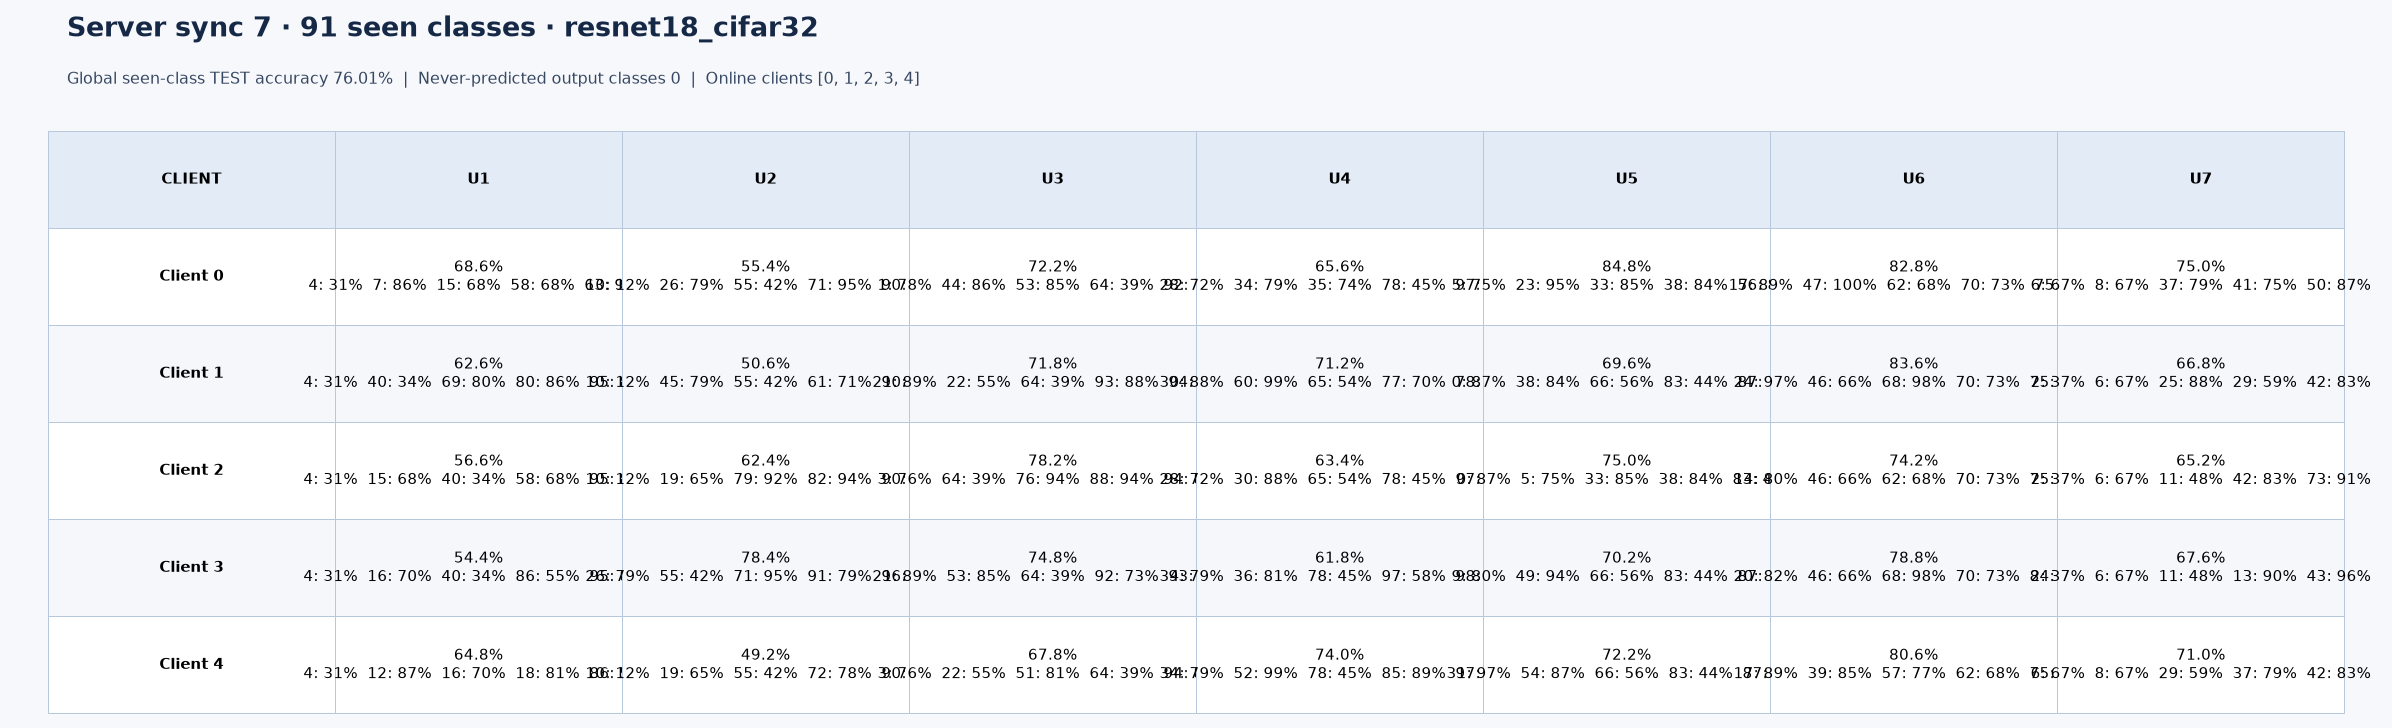 Server sync 7 · 91 seen classes · resnet18_cifar32
Global seen-class TEST accuracy 76.01% | Never-predicted output classes 0 | Online clients [0, 1, 2, 3, 4]
CLIENT U1 U2 U3 U4 U5 U6 U7
Client 0
68.6% 55.4% 72.2% 65.6% 84.8% 82.8% 75.0%
4: 31% 7: 86% 15: 68% 58: 68% 26: 79% 55: 42% 71: 95% 44: 86% 53: 85% 64: 39% 34: 79% 35: 74% 78: 45% 23: 95% 33: 85% 38: 84% 47: 100% 62: 68% 70: 73% 8: 67% 37: 79% 41: 75% 50: 87%
Client 1
62.6% 50.6% 71.8% 71.2% 69.6% 83.6% 66.8%
4: 31% 40: 34% 69: 80% 80: 86% 45: 79% 55: 42% 61: 71% 22: 55% 64: 39% 93: 88% 60: 99% 65: 54% 77: 70% 38: 84% 66: 56% 83: 44% 46: 66% 68: 98% 70: 73% 6: 67% 25: 88% 29: 59% 42: 83%
Client 2
56.6% 62.4% 78.2% 63.4% 75.0% 74.2% 65.2%
4: 31% 15: 68% 40: 34% 58: 68% 19: 65% 79: 92% 82: 94% 64: 39% 76: 94% 88: 94% 30: 88% 65: 54% 78: 45% 5: 75% 33: 85% 38: 84% 46: 66% 62: 68% 70: 73% 6: 67% 11: 48% 42: 83% 73: 91%
Client 3
54.4% 78.4% 74.8% 61.8% 70.2% 78.8% 67.6%
4: 31% 16: 70% 40: 34% 86: 55% 55: 42% 71: 95% 91: 79% 53: 85% 64: 39% 92: 73% 36: 81% 78: 45% 97: 58% 49: 94% 66: 56% 83: 44% 46: 66% 68: 98% 70: 73% 6: 67% 11: 48% 13: 90% 43: 96%
Client 4
64.8% 49.2% 67.8% 74.0% 72.2% 80.6% 71.0%
4: 31% 12: 87% 16: 70% 18: 81% 19: 65% 55: 42% 72: 78% 22: 55% 51: 81% 64: 39% 52: 99% 78: 45% 85: 89% 54: 87% 66: 56% 83: 44% 39: 85% 57: 77% 62: 68% 8: 67% 29: 59% 37: 79% 42: 83%